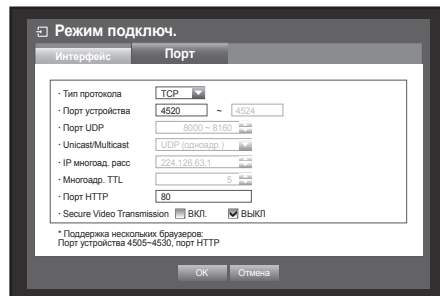 Режим подключ.
Интерфейс Порт
· Тип протокола TCP
· Порт устройства 4520 ~ 4524
· Порт UDP 8000 ~ 8160
· Unicast/Multicast UDP (одноадр.)
· IP многоад. расс 224.126.63.1
· Многоадр. TTL 5
· Порт HTTP 80
· Secure Video Transmission ВКЛ. ВЫКЛ
* Поддержка нескольких браузеров:
Порт устройства 4505~4530, порт HTTP
OK Отмена